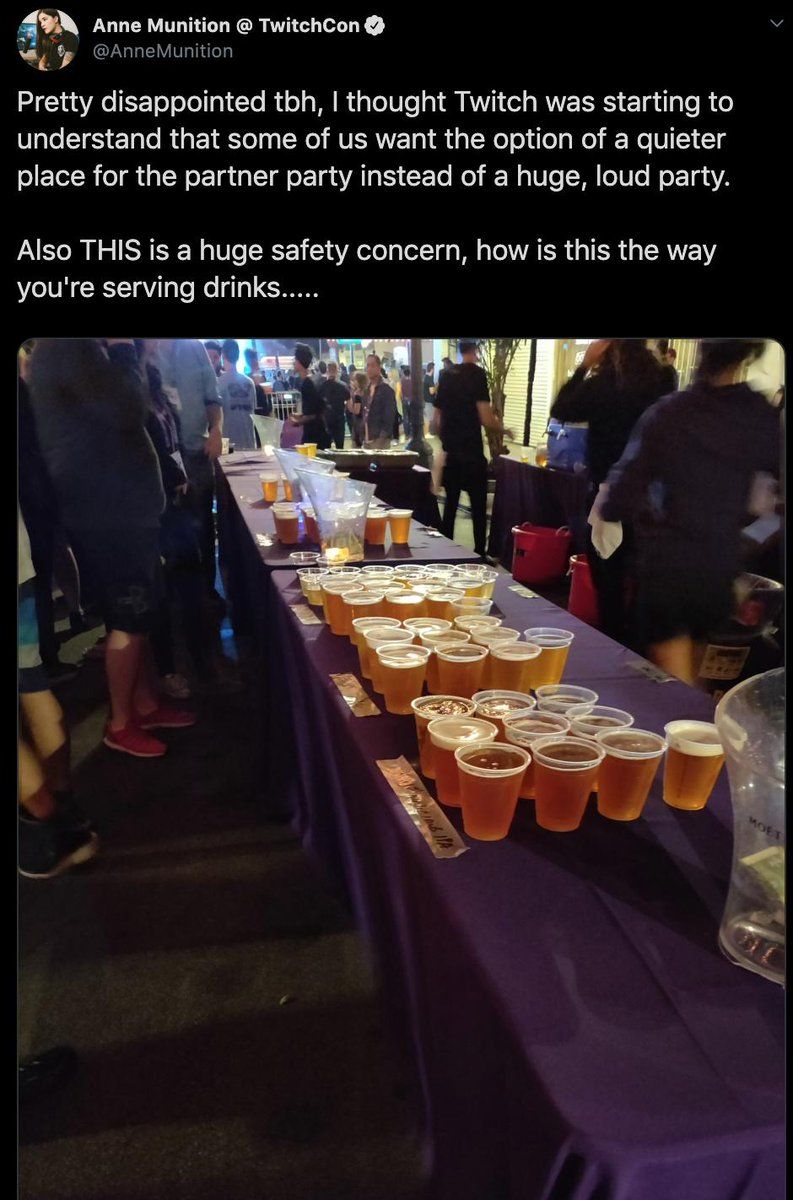 Anne Munition @ TwitchCon
@AnneMunition
Pretty disappointed tbh, I thought Twitch was starting to
understand that some of us want the option of a quieter
place for the partner party instead of a huge, loud party.
Also THIS is a huge safety concern, how is this the way
you're serving drinks.....
IPA
MOËT